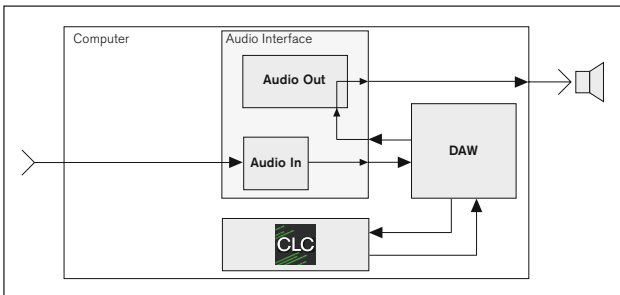 Computer
Audio Interface
Audio Out
Audio In
DAW
CLC